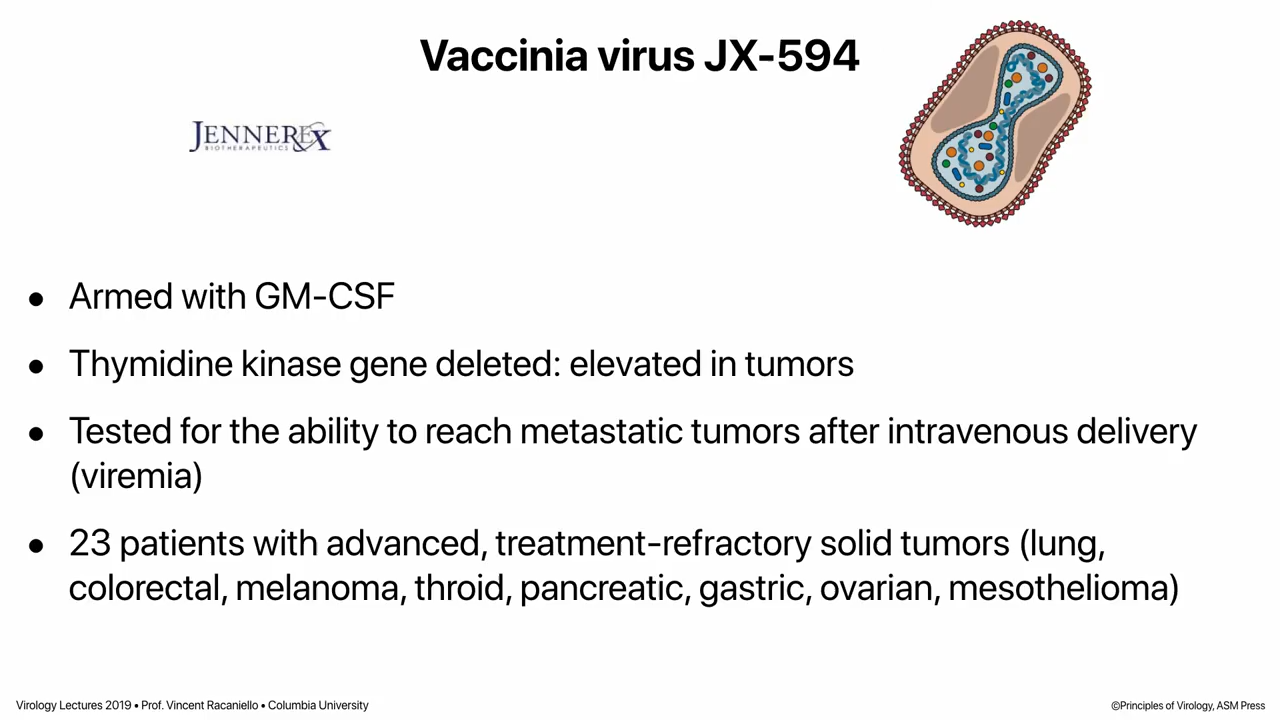 Vaccinia virus JX-594
JENNEREX
BIOTHERAPEUTICS
• Armed with GM-CSF
• Thymidine kinase gene deleted: elevated in tumors
• Tested for the ability to reach metastatic tumors after intravenous delivery
(viremia)
• 23 patients with advanced, treatment-refractory solid tumors (lung,
colorectal, melanoma, throid, pancreatic, gastric, ovarian, mesothelioma)
Virology Lectures 2019 • Prof. Vincent Racaniello • Columbia University
©Principles of Virology, ASM Press